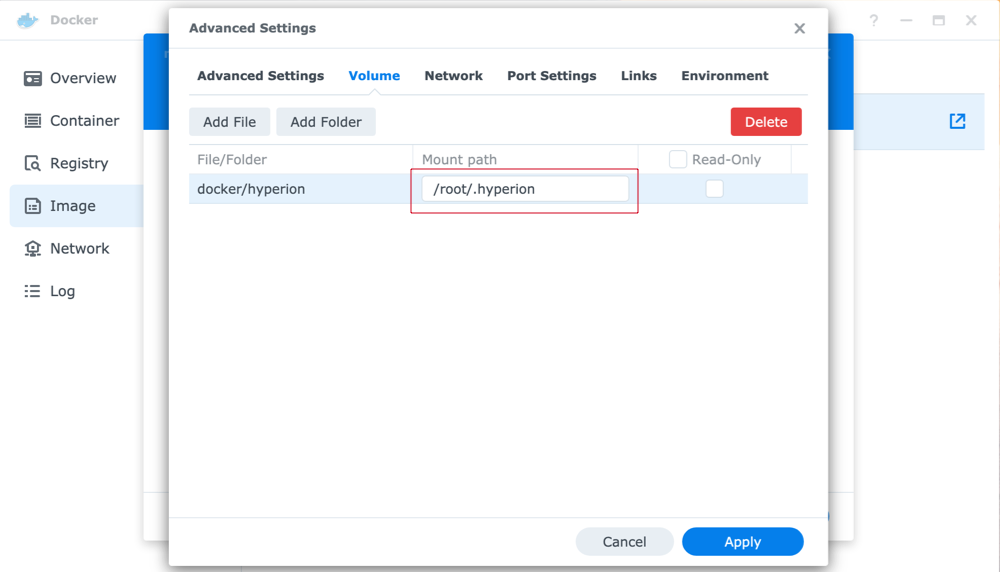 Docker
Advanced Settings
?
Overview
Container
Registry
Image
Network
Log
Advanced Settings Volume Network Port Settings Links Environment
Add File Add Folder Delete
File/Folder Mount path Read-Only
docker/hyperion /root/.hyperion
Cancel Apply